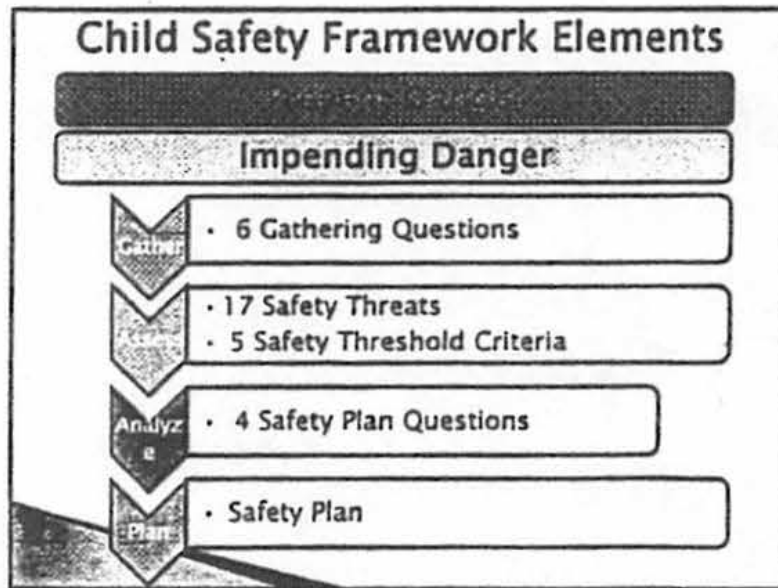 Child Safety Framework Elements
Impending Danger
Gather
• 6 Gathering Questions
• 17 Safety Threats
• 5 Safety Threshold Criteria
Analyz
e
• 4 Safety Plan Questions
Plan
• Safety Plan